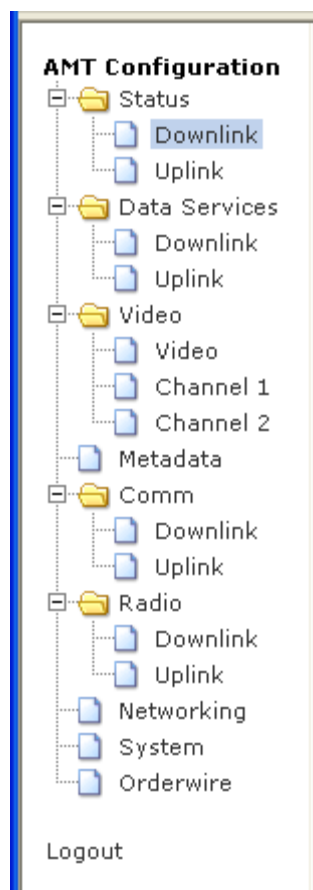 AMT Configuration
Status
Downlink
Uplink
Data Services
Downlink
Uplink
Video
Video
Channel 1
Channel 2
Metadata
Comm
Downlink
Uplink
Radio
Downlink
Uplink
Networking
System
Orderwire
Logout